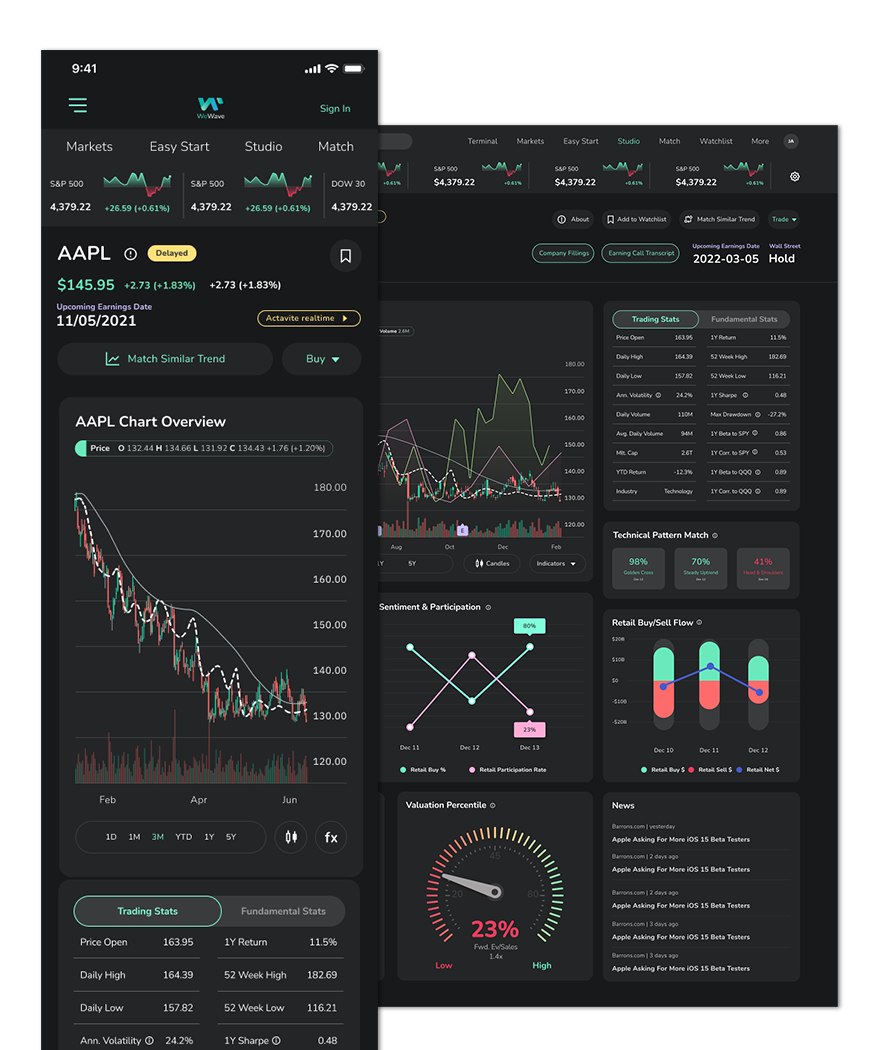 9:41
WeWave
Sign In
Markets Easy Start Studio Match
S&P 500 4,379.22 +26.59 (+0.61%)
S&P 500 4,379.22 +26.59 (+0.61%)
DOW 30 4,379.22
AAPL Delayed
$145.95 +2.73 (+1.83%) +2.73 (+1.83%)
Upcoming Earnings Date
11/05/2021
Actavite realtime
Match Similar Trend
Buy
AAPL Chart Overview
Price O 132.44 H 134.66 L 131.92 C 134.43 +1.76 (+1.20%)
180.00
170.00
160.00
150.00
140.00
130.00
120.00
Feb Apr Jun
1D 1M 3M YTD 1Y 5Y
fx
Trading Stats Fundamental Stats
Price Open 163.95 1Y Return 11.5%
Daily High 164.39 52 Week High 182.69
Daily Low 157.82 52 Week Low 116.21
Ann. Volatility 24.2% 1Y Sharpe 0.48
Terminal Markets Easy Start Studio Match Watchlist More JA
+0.61%
S&P 500 $4,379.22 +0.61%
S&P 500 $4,379.22 +0.61%
S&P 500 $4,379.22 +0.61%
About Add to Watchlist Match Similar Trend Trade
Company Fillings Earning Call Transcript
Upcoming Earnings Date
2022-03-05
Wall Street
Hold
Volume 2.6M
180.00
170.00
160.00
150.00
140.00
130.00
120.00
E
Aug Oct Dec Feb
1Y 5Y Candles Indicators
Trading Stats Fundamental Stats
Price Open 163.95 1Y Return 11.5%
Daily High 164.39 52 Week High 182.69
Daily Low 157.82 52 Week Low 116.21
Ann. Volatility 24.2% 1Y Sharpe 0.48
Daily Volume 110M Max Drawdown -27.2%
Avg. Daily Volume 94M 1Y Beta to SPY 0.86
Mlt. Cap 2.6T 1Y Corr. to SPY 0.53
YTD Return -12.3% 1Y Beta to QQQ 0.89
Industry Technology 1Y Corr. to QQQ 0.89
Technical Pattern Match
98% Golden Cross
70% Steady Uptrend
41% Head & Shoulders
Sentiment & Participation
80%
23%
Dec 11 Dec 12 Dec 13
Retail Buy % Retail Participation Rate
Retail Buy/Sell Flow
$20B
$10B
$0
-$10B
-$20B
Dec 10 Dec 11 Dec 12
Retail Buy $ Retail Sell $ Retail Net $
Valuation Percentile
45
20 80
23%
Fwd. Ev/Sales
1.4x
Low High
News
Barrons.com | yesterday
Apple Asking For More iOS 15 Beta Testers
Barrons.com | 2 days ago
Apple Asking For More iOS 15 Beta Testers
Barrons.com | 2 days ago
Apple Asking For More iOS 15 Beta Testers
Barrons.com | 3 days ago
Apple Asking For More iOS 15 Beta Testers
Barrons.com | 3 days ago
Apple Asking For More iOS 15 Beta Testers